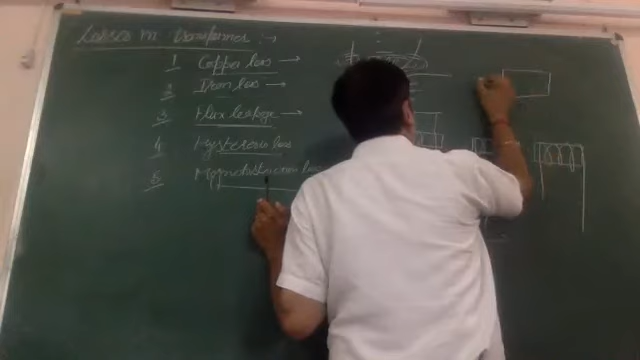 Losses in transformer :→
1 Copper loss →
2 Iron loss →
3 Flux leakage →
4 Hysteresis loss
5 Magnetostriction loss